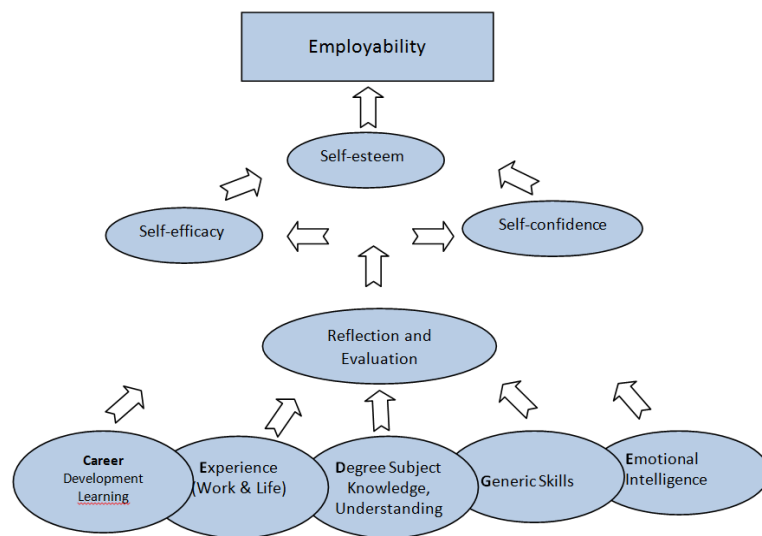 Employability
Self-esteem
Self-efficacy
Self-confidence
Reflection and
Evaluation
Career
Development
Learning
Experience
(Work & Life)
Degree Subject
Knowledge,
Understanding
Generic Skills
Emotional
Intelligence